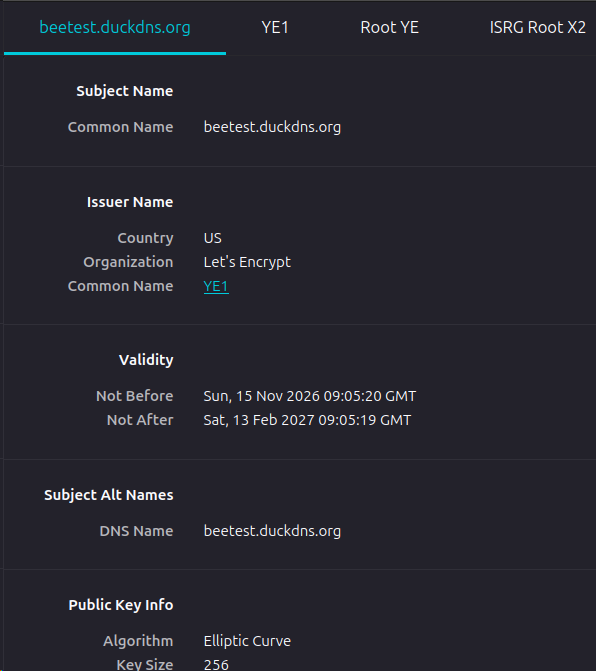 beetest.duckdns.org YE1 Root YE ISRG Root X2
Subject Name
Common Name beetest.duckdns.org
Issuer Name
Country US
Organization Let's Encrypt
Common Name YE1
Validity
Not Before Sun, 15 Nov 2026 09:05:20 GMT
Not After Sat, 13 Feb 2027 09:05:19 GMT
Subject Alt Names
DNS Name beetest.duckdns.org
Public Key Info
Algorithm Elliptic Curve
Key Size 256